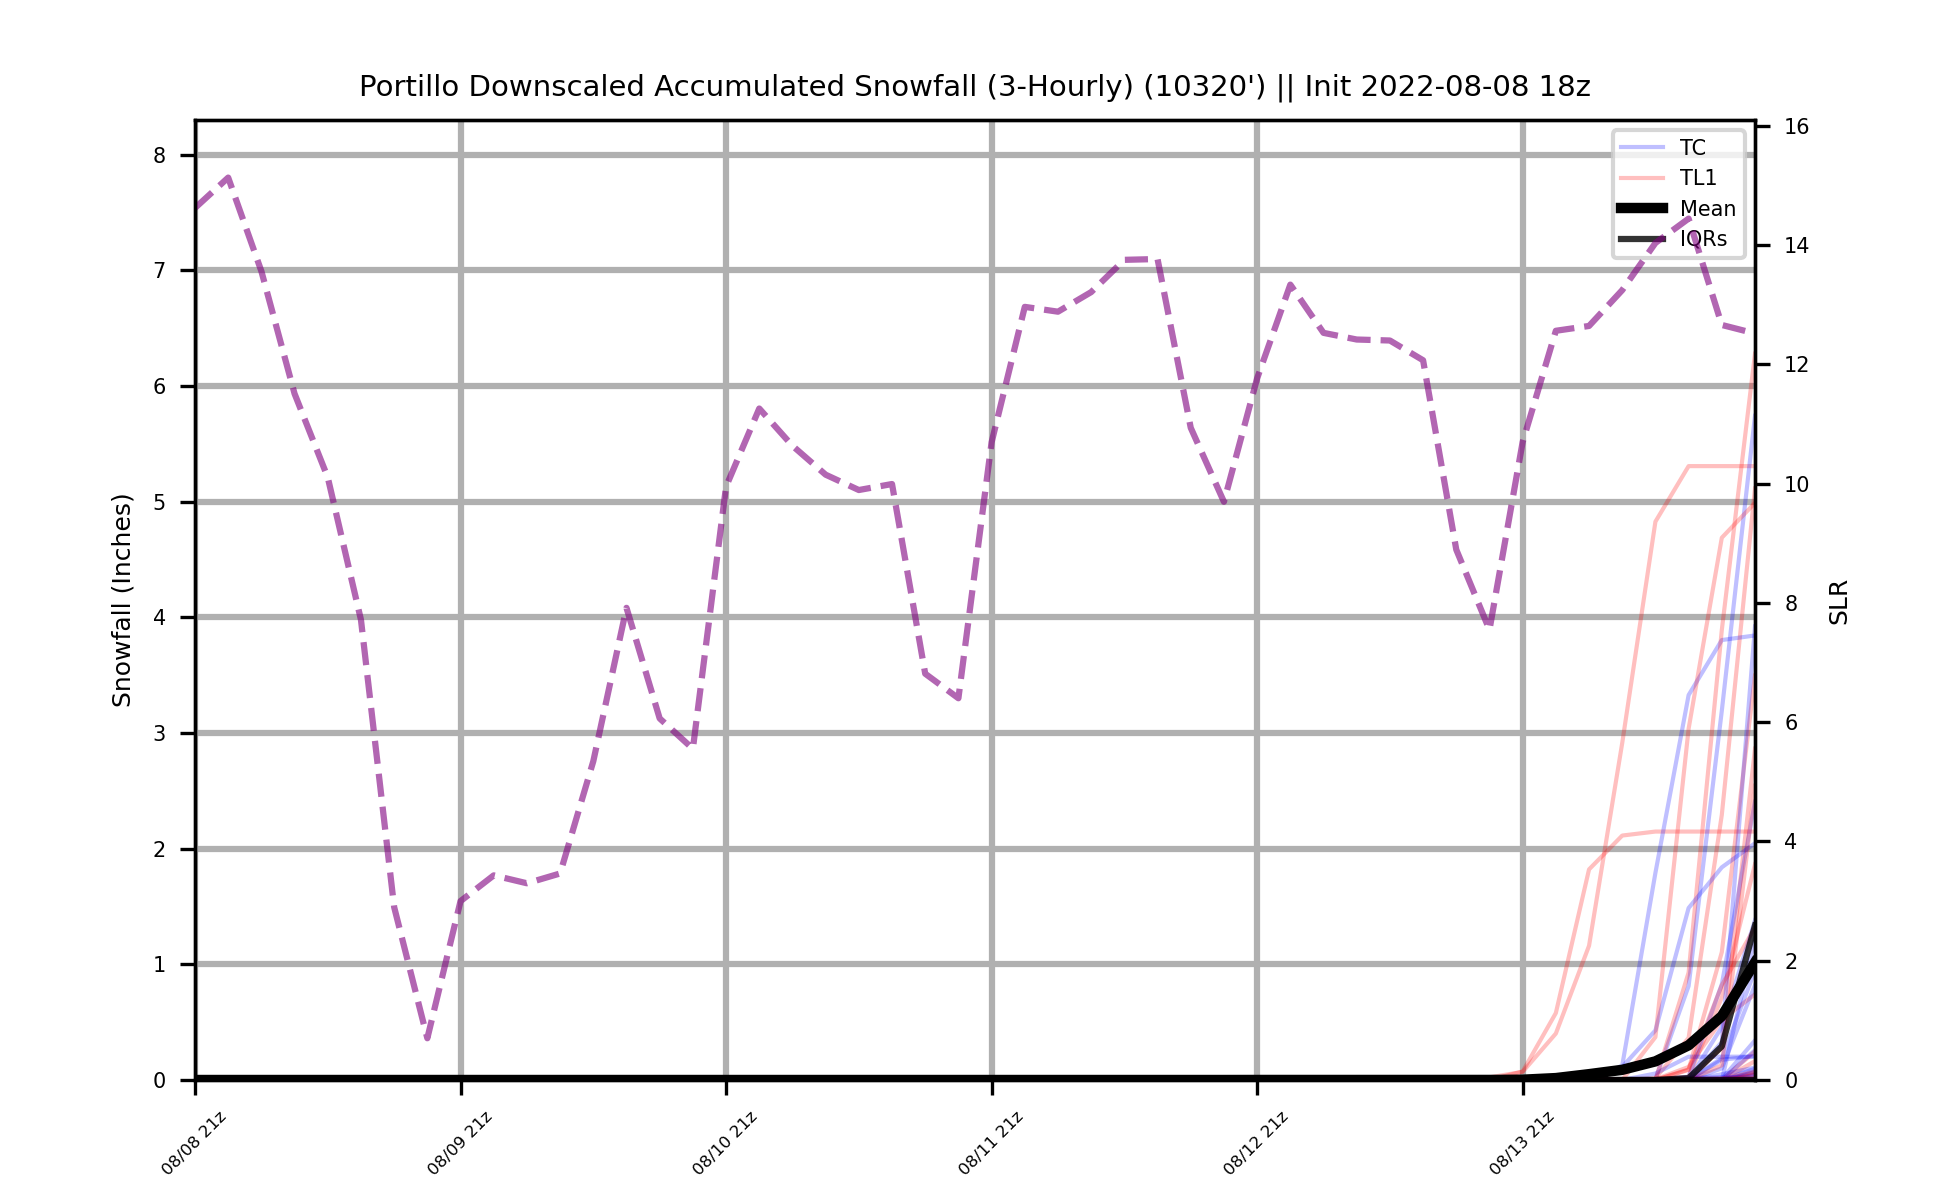 Portillo Downscaled Accumulated Snowfall (3-Hourly) (10320') || Init 2022-08-08 18z
TC
TL1
Mean
IQRs
Snowfall (Inches)
8
7
6
5
4
3
2
1
0
SLR
16
14
12
10
8
6
4
2
0
08/08 21z
08/09 21z
08/10 21z
08/11 21z
08/12 21z
08/13 21z